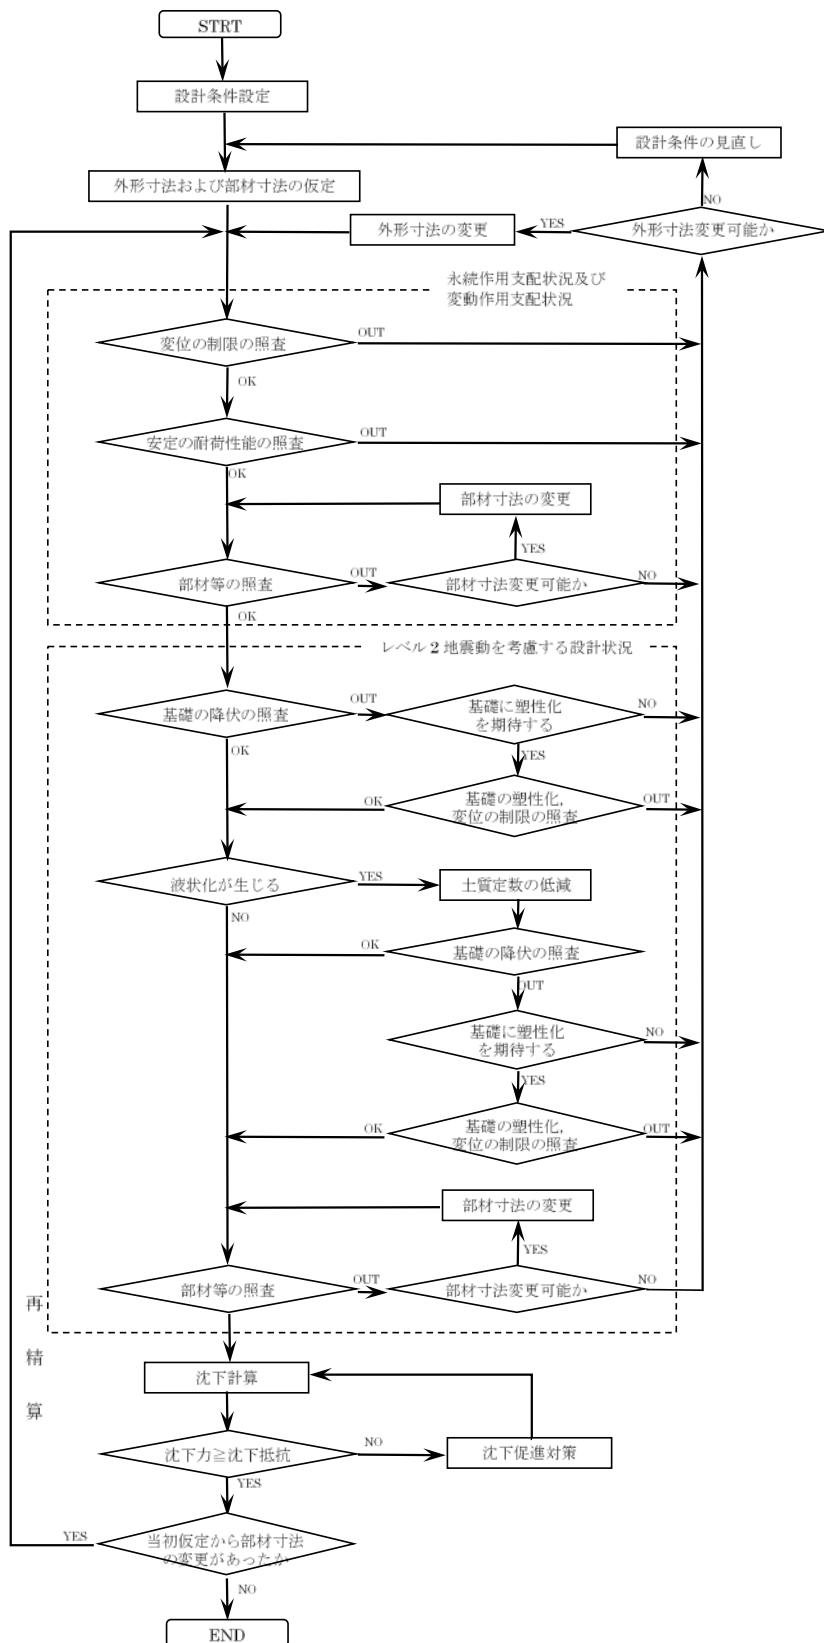 STRT
設計条件設定
設計条件の見直し
外形寸法および部材寸法の仮定
NO
外形寸法の変更
YES
外形寸法変更可能か
永続作用支配状況及び
変動作用支配状況
変位の制限の照査
OUT
OK
安定の耐荷性能の照査
OUT
OK
部材寸法の変更
YES
部材等の照査
OUT
部材寸法変更可能か
NO
OK
レベル2地震動を考慮する設計状況
基礎の降伏の照査
OUT
基礎に塑性化
を期待する
NO
OK
YES
OK
基礎の塑性化,
変位の制限の照査
OUT
液状化が生じる
YES
土質定数の低減
NO
OK
基礎の降伏の照査
OUT
基礎に塑性化
を期待する
NO
YES
OK
基礎の塑性化,
変位の制限の照査
OUT
部材寸法の変更
YES
部材等の照査
OUT
部材寸法変更可能か
NO
再
精
算
沈下計算
沈下力≧沈下抵抗
NO
沈下促進対策
YES
YES
当初仮定から部材寸法
の変更があったか
NO
END